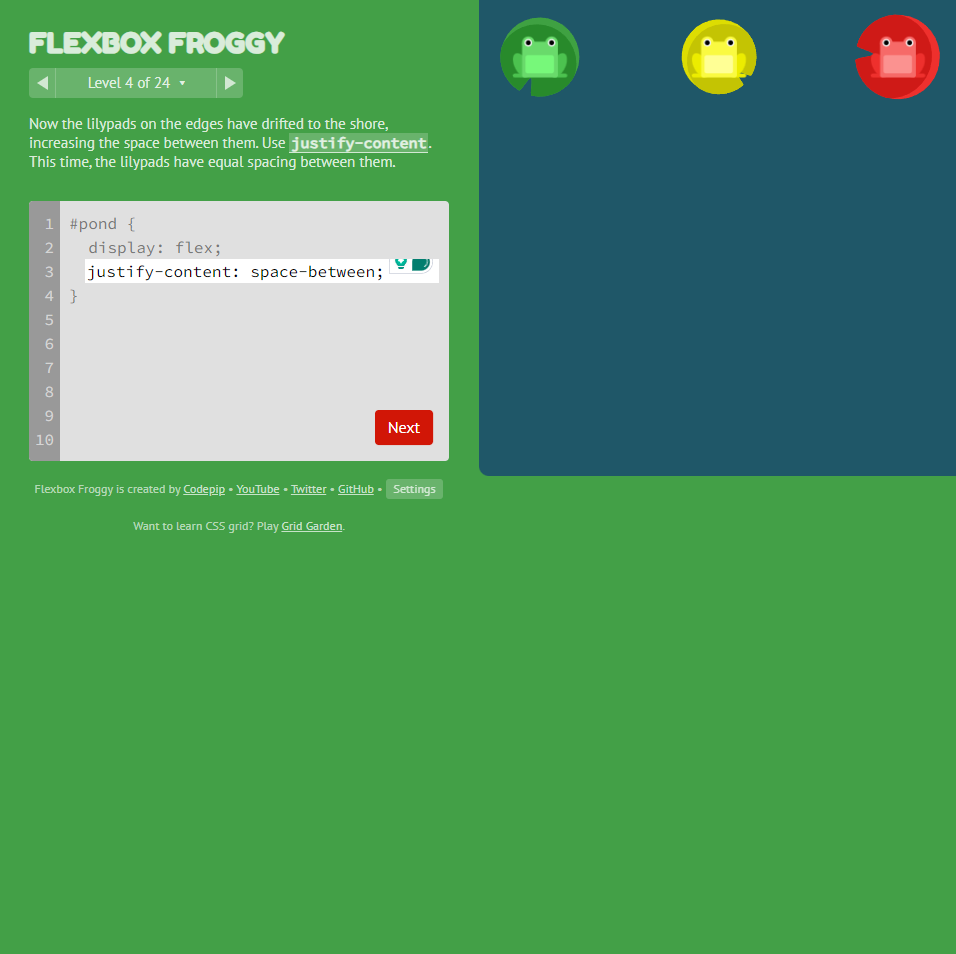 FLEXBOX FROGGY
Level 4 of 24
Now the lilypads on the edges have drifted to the shore,
increasing the space between them. Use justify-content.
This time, the lilypads have equal spacing between them.
1 #pond {
2 display: flex;
3 justify-content: space-between;
4 }
5
6
7
8
9
10
Next
Flexbox Froggy is created by Codepip • YouTube • Twitter • GitHub • Settings
Want to learn CSS grid? Play Grid Garden.